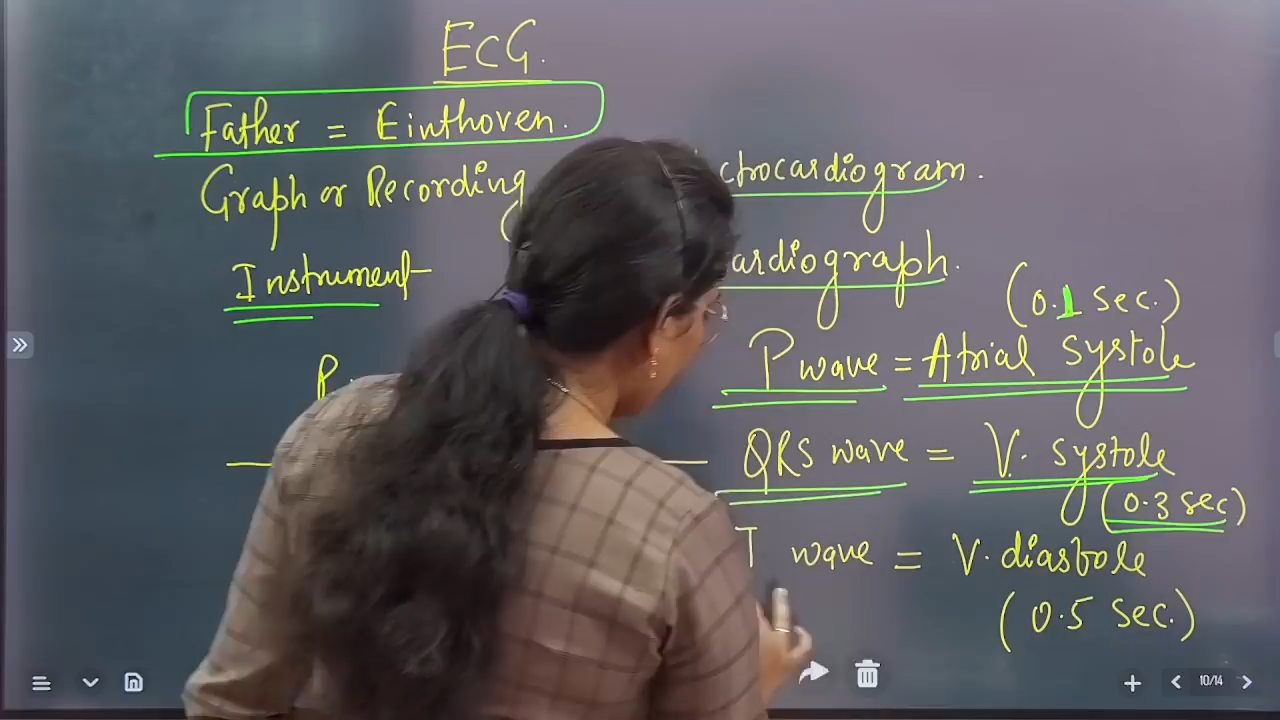 ECG.
Father = Einthoven.
Graph or Recording ctrocardiogram.
Instrument ardiograph.
(0.1 sec.)
P wave = Atrial systole
QRS wave = V. systole
(0.3 sec)
T wave = V. diastole
(0.5 sec.)
10/14